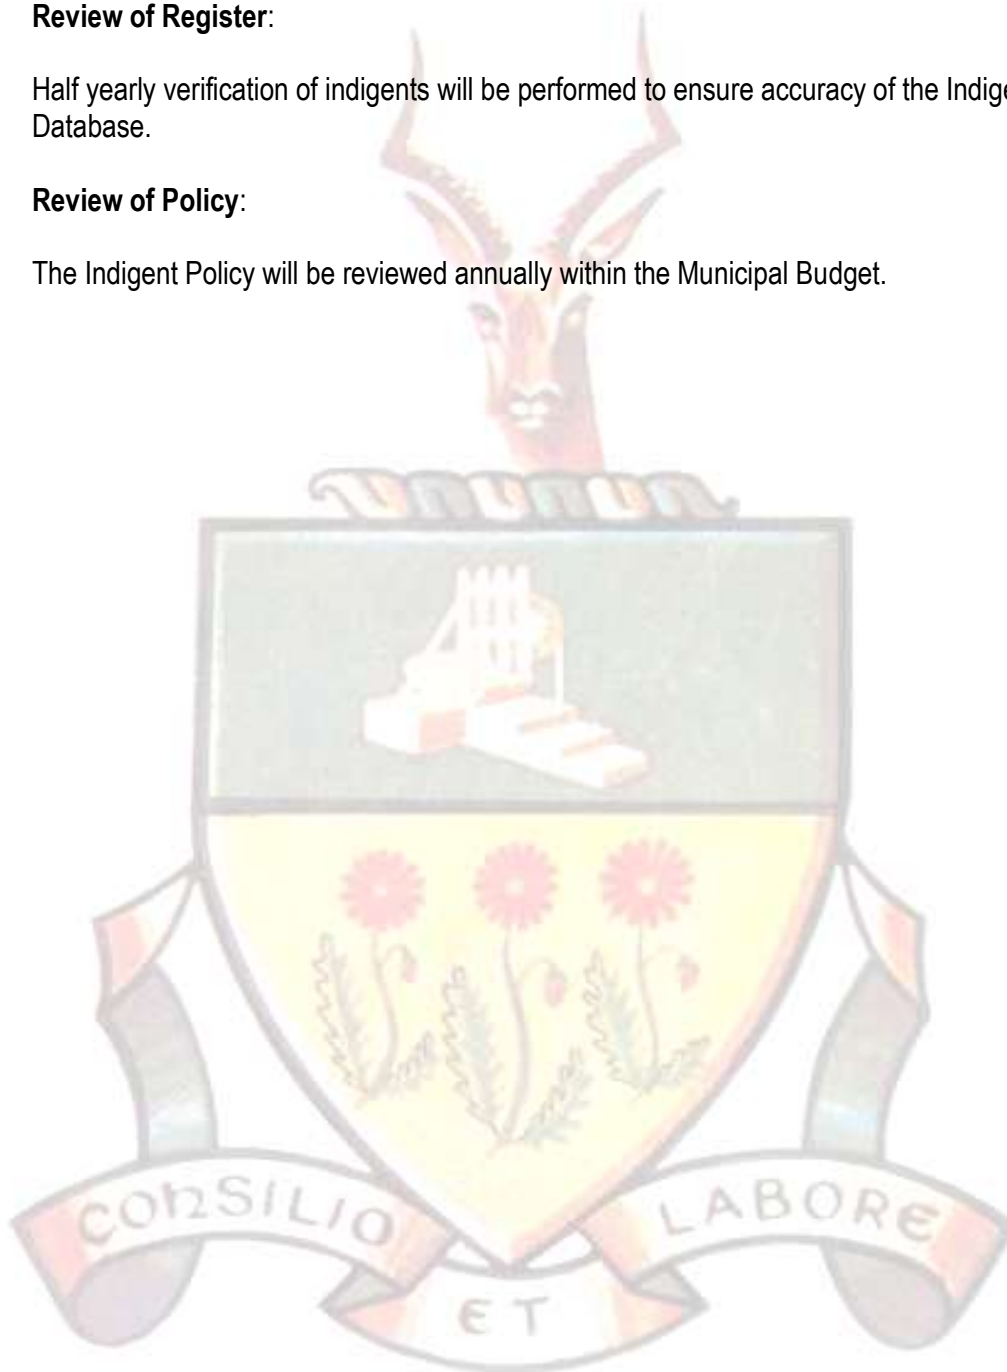 Review of Register:
Half yearly verification of indigents will be performed to ensure accuracy of the
Database.
Review of Policy:
The Indigent Policy will be reviewed annually within the Municipal Budget.
CONSILIO
ET
LABORE